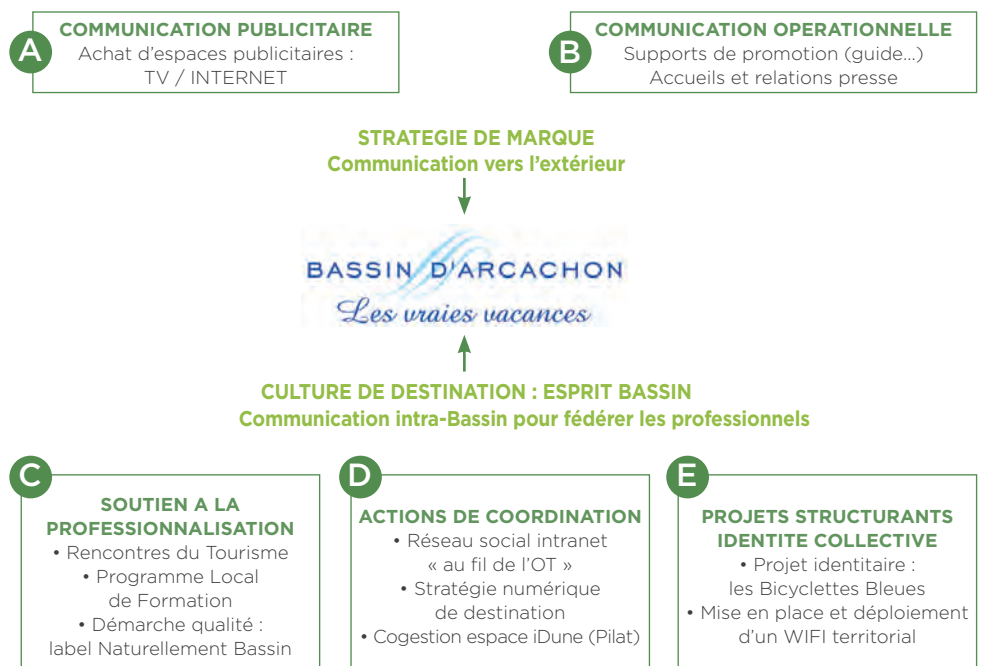 A
COMMUNICATION PUBLICITAIRE
Achat d’espaces publicitaires :
TV / INTERNET
B
COMMUNICATION OPERATIONNELLE
Supports de promotion (guide...)
Accueils et relations presse
STRATEGIE DE MARQUE
Communication vers l’extérieur
BASSIN D'ARCACHON
Les vraies vacances
CULTURE DE DESTINATION : ESPRIT BASSIN
Communication intra-Bassin pour fédérer les professionnels
C
SOUTIEN A LA
PROFESSIONNALISATION
• Rencontres du Tourisme
• Programme Local
de Formation
• Démarche qualité :
label Naturellement Bassin
D
ACTIONS DE COORDINATION
• Réseau social intranet
« au fil de l’OT »
• Stratégie numérique
de destination
• Cogestion espace iDune (Pilat)
E
PROJETS STRUCTURANTS
IDENTITE COLLECTIVE
• Projet identitaire :
les Bicyclettes Bleues
• Mise en place et déploiement
d’un WIFI territorial